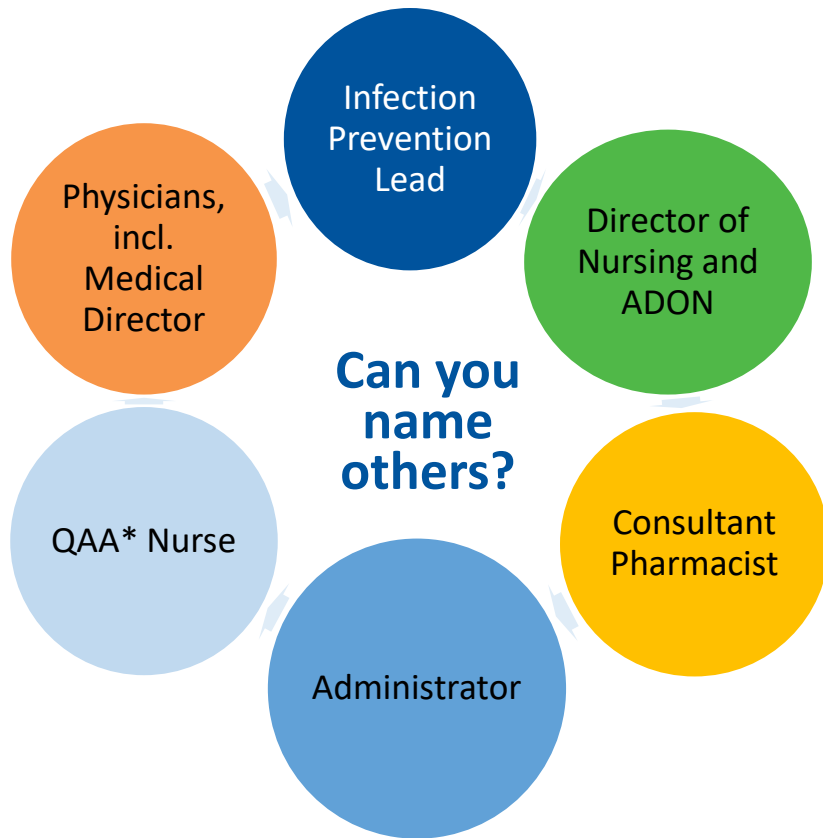 Infection
Prevention
Lead
Director of
Nursing and
ADON
Consultant
Pharmacist
Administrator
QAA* Nurse
Physicians,
incl.
Medical
Director
Can you
name
others?